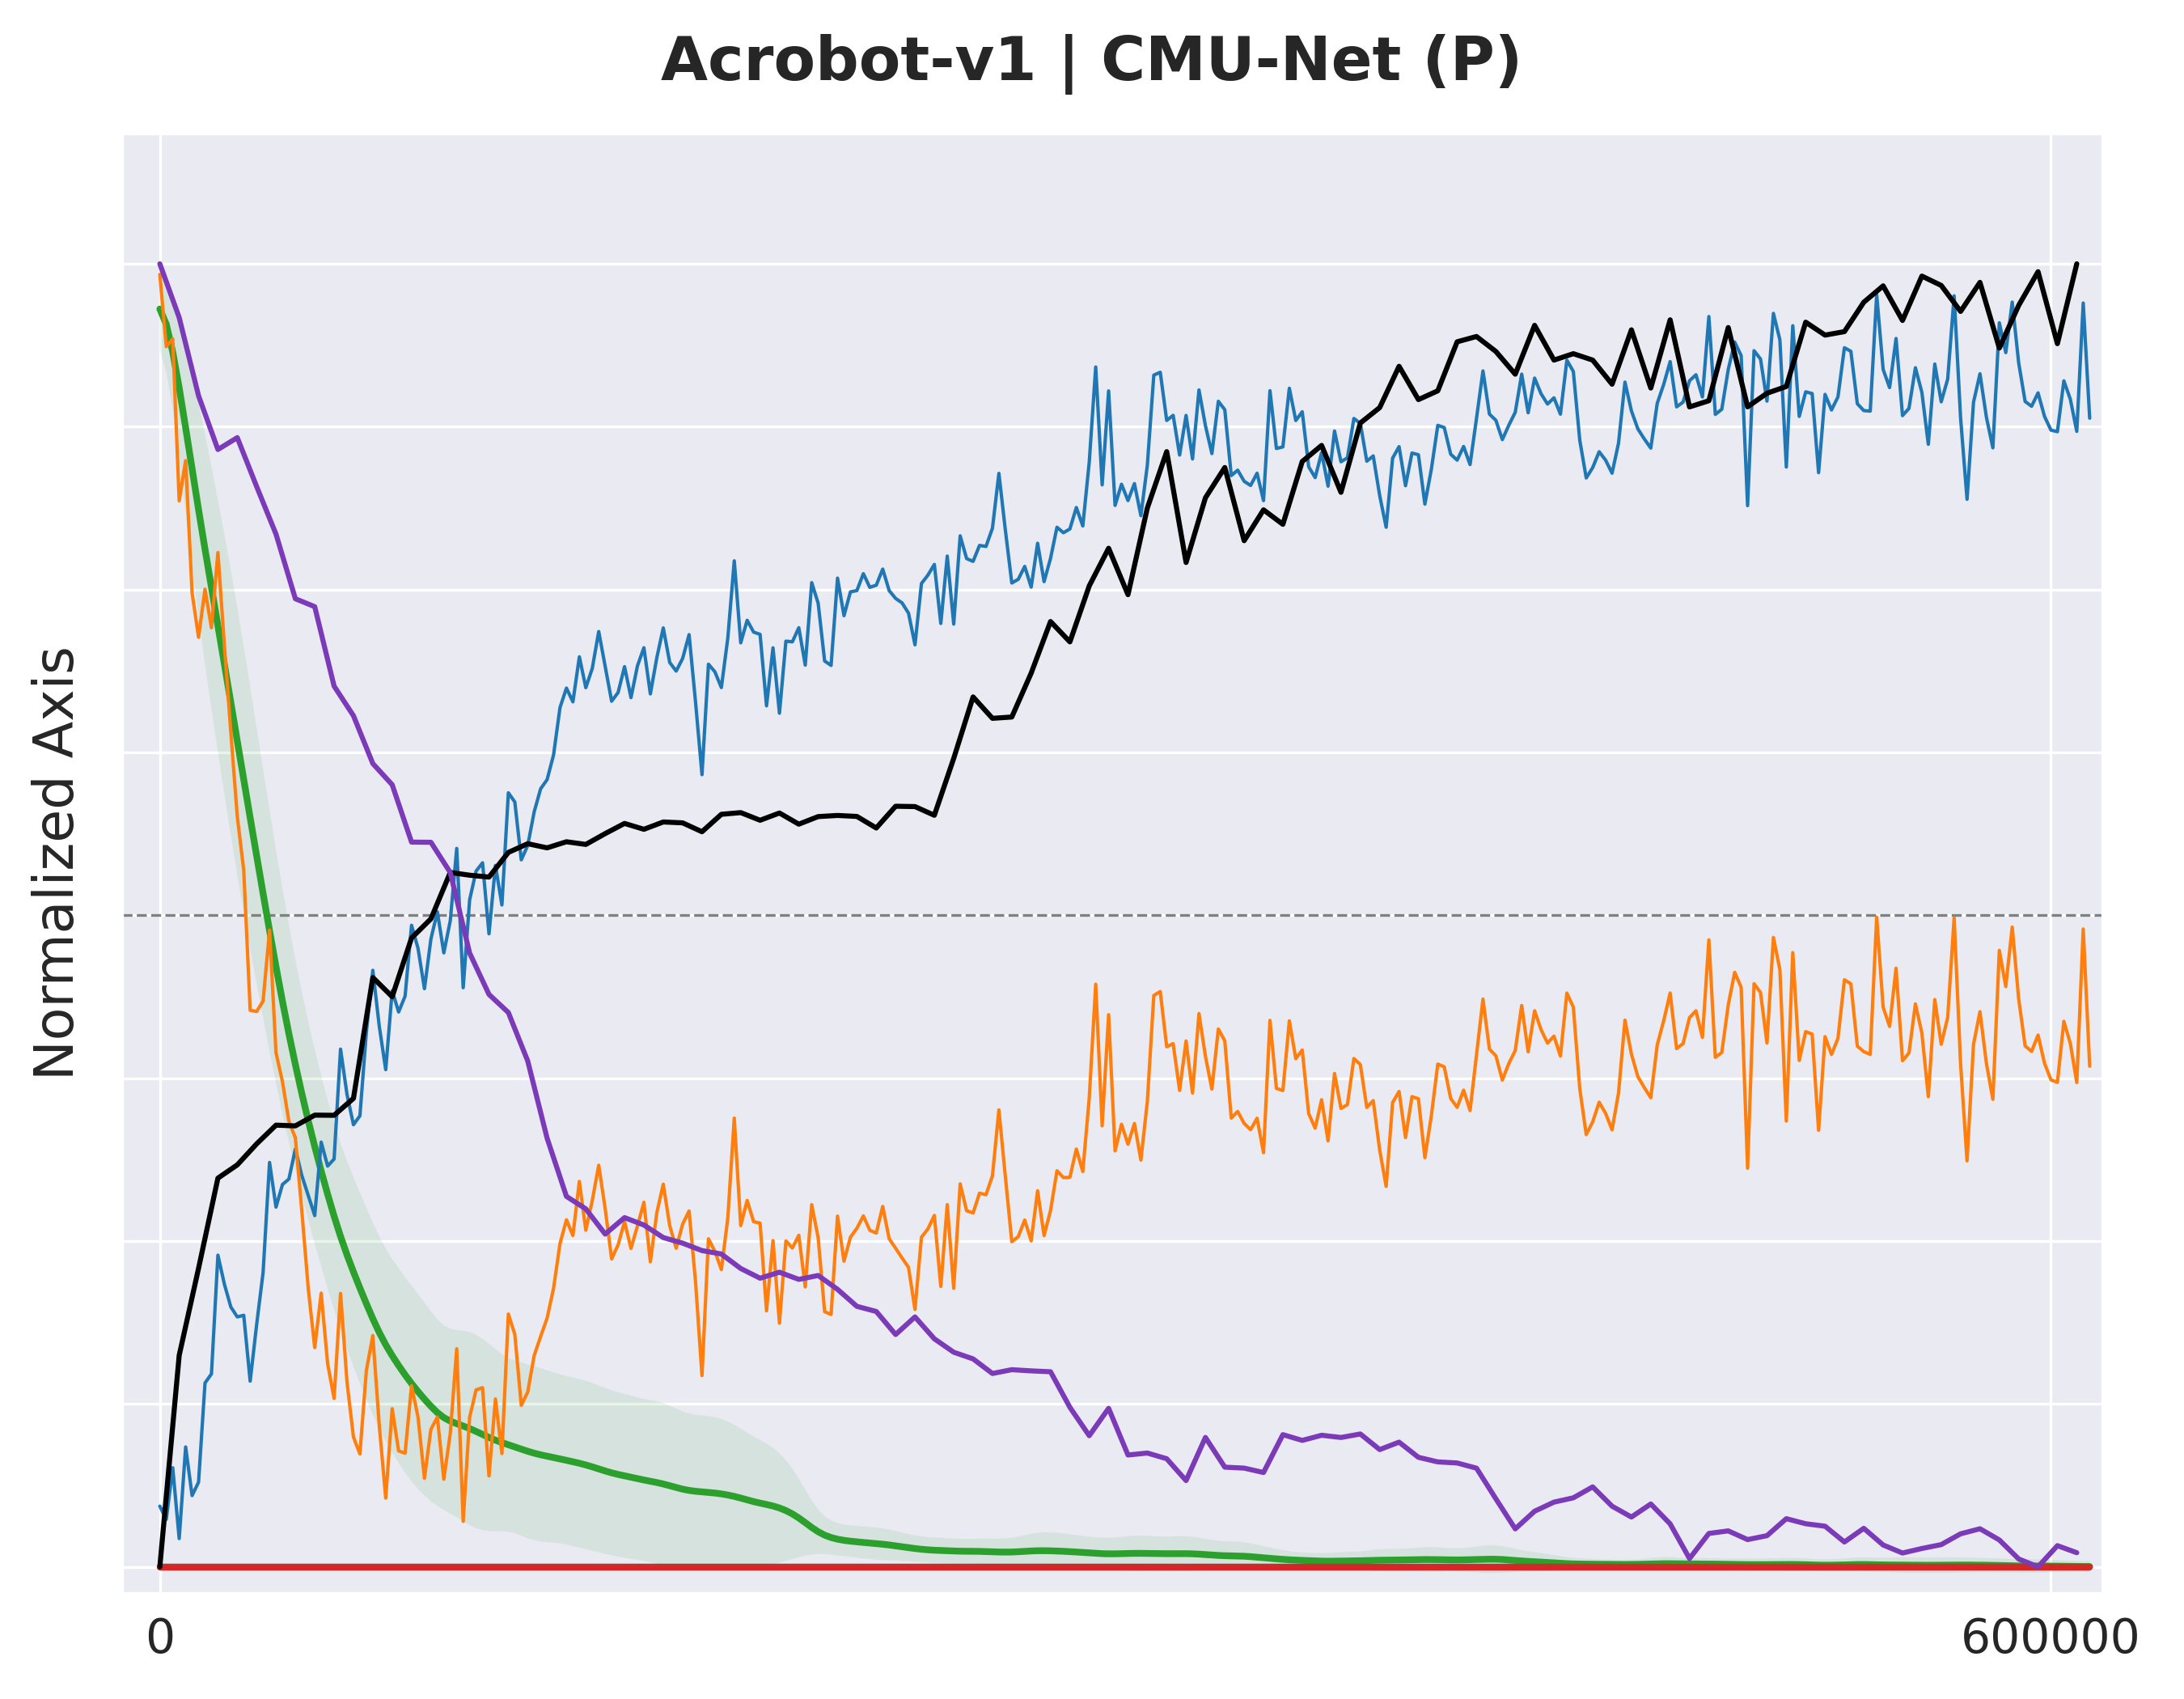 Acrobot-v1 | CMU-Net (P)
Normalized Axis
0
600000